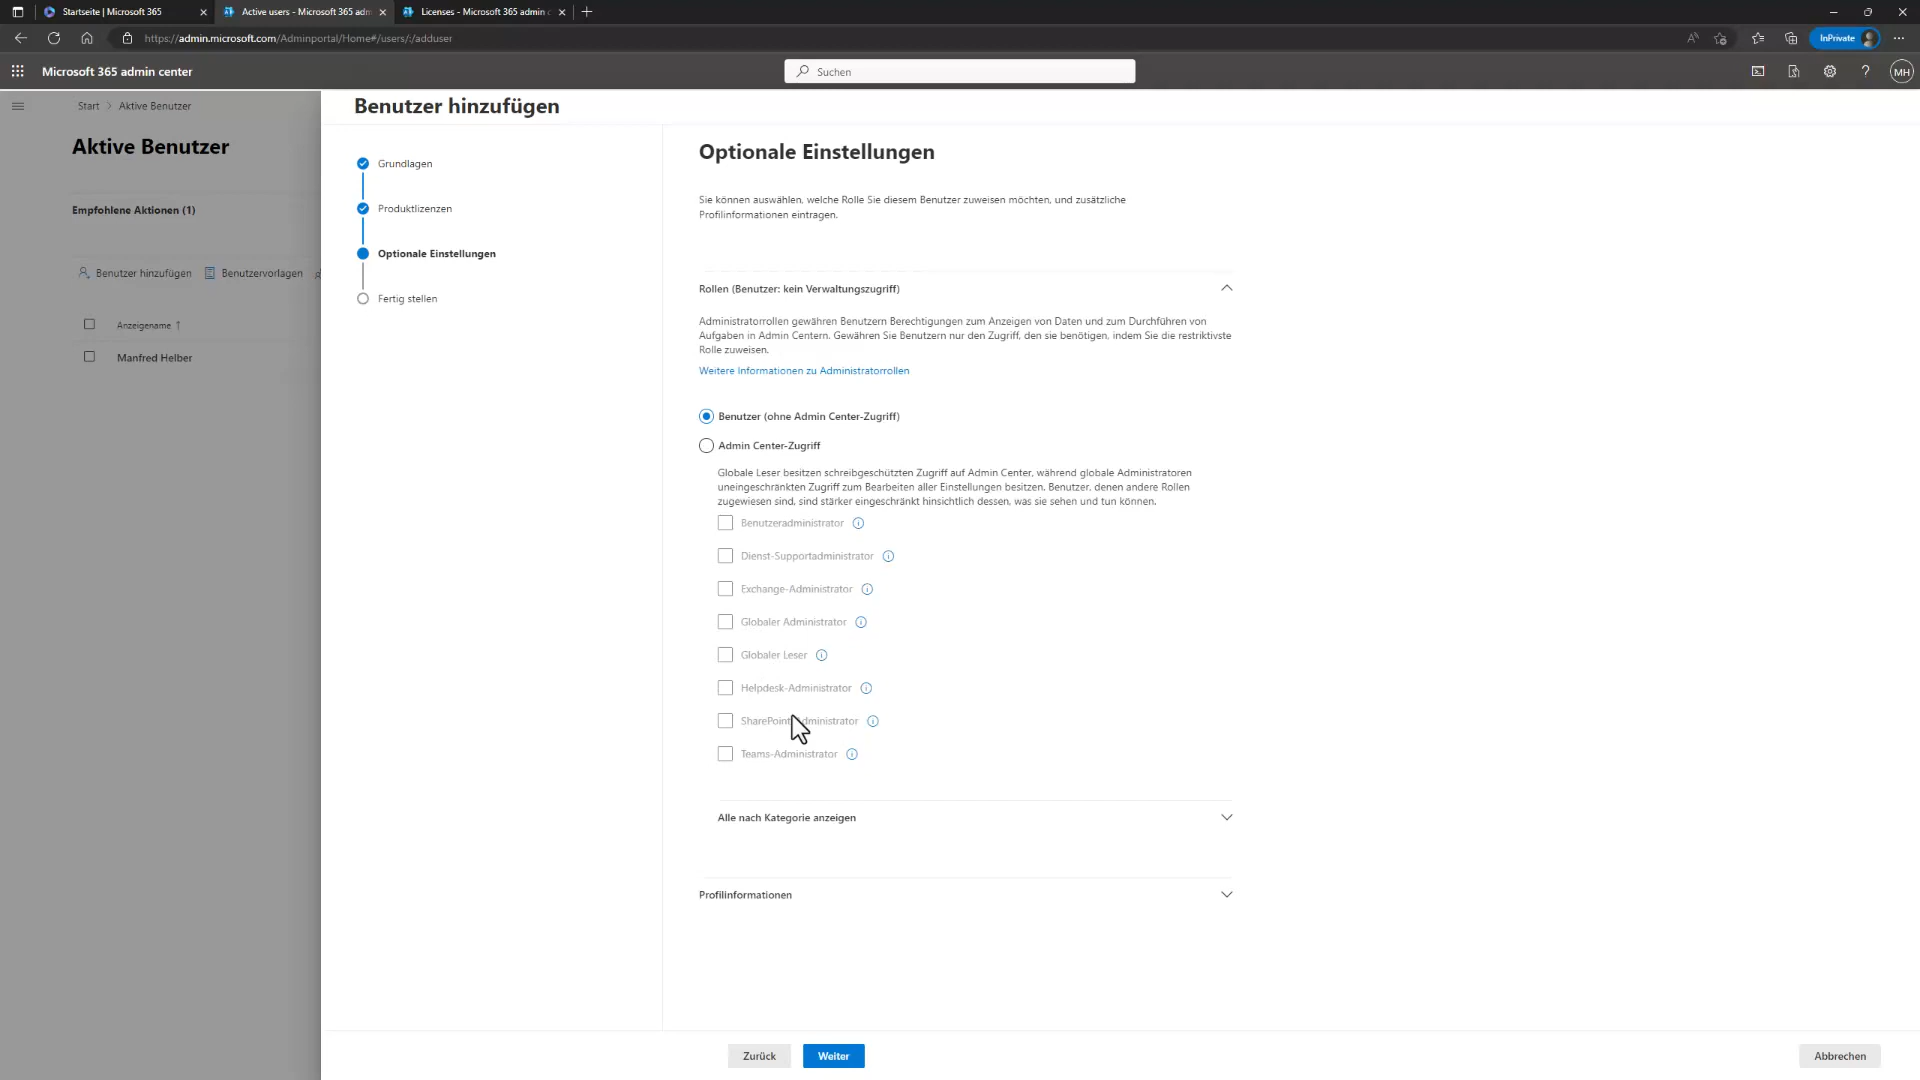 Startseite | Microsoft 365
Active users - Microsoft 365 adm
Licenses - Microsoft 365 admin c
https://admin.microsoft.com/Adminportal/Home#/users/:/adduser
InPrivate
Microsoft 365 admin center
Suchen
MH
Start > Aktive Benutzer
Aktive Benutzer
Empfohlene Aktionen (1)
Benutzer hinzufügen
Benutzervorlagen
Anzeigename ↑
Manfred Helber
Benutzer hinzufügen
Grundlagen
Produktlizenzen
Optionale Einstellungen
Fertig stellen
Optionale Einstellungen
Sie können auswählen, welche Rolle Sie diesem Benutzer zuweisen möchten, und zusätzliche
Profilinformationen eintragen.
Rollen (Benutzer: kein Verwaltungszugriff)
Administratorrollen gewähren Benutzern Berechtigungen zum Anzeigen von Daten und zum Durchführen von
Aufgaben in Admin Centern. Gewähren Sie Benutzern nur den Zugriff, den sie benötigen, indem Sie die restriktivste
Rolle zuweisen.
Weitere Informationen zu Administratorrollen
Benutzer (ohne Admin Center-Zugriff)
Admin Center-Zugriff
Globale Leser besitzen schreibgeschützten Zugriff auf Admin Center, während globale Administratoren
uneingeschränkten Zugriff zum Bearbeiten aller Einstellungen besitzen. Benutzer, denen andere Rollen
zugewiesen sind, sind stärker eingeschränkt hinsichtlich dessen, was sie sehen und tun können.
Benutzeradministrator
Dienst-Supportadministrator
Exchange-Administrator
Globaler Administrator
Globaler Leser
Helpdesk-Administrator
SharePoint-Administrator
Teams-Administrator
Alle nach Kategorie anzeigen
Profilinformationen
Zurück
Weiter
Abbrechen